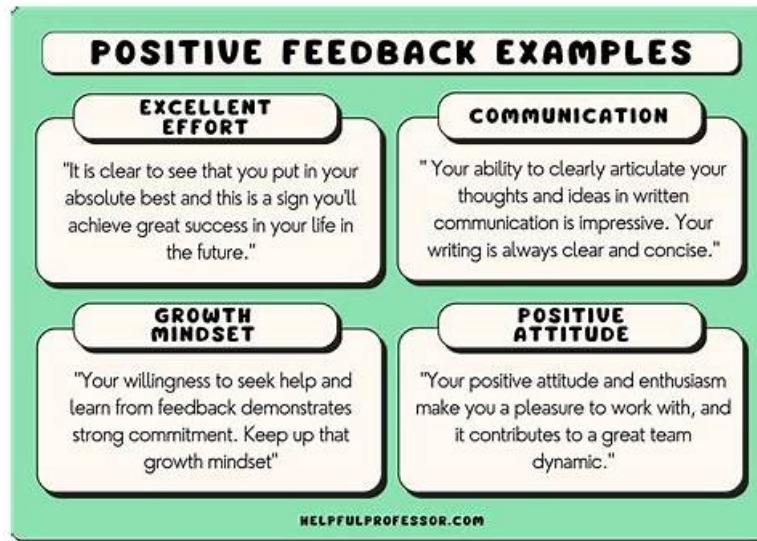 POSITIVE FEEDBACK EXAMPLES
EXCELLENT
EFFORT
"It is clear to see that you put in your
absolute best and this is a sign you'll
achieve great success in your life in
the future."
COMMUNICATION
" Your ability to clearly articulate your
thoughts and ideas in written
communication is impressive. Your
writing is always clear and concise."
GROWTH
MINDSET
"Your willingness to seek help and
learn from feedback demonstrates
strong commitment. Keep up that
growth mindset"
POSITIVE
ATTITUDE
"Your positive attitude and enthusiasm
make you a pleasure to work with, and
it contributes to a great team
dynamic."
HELPFULPROFESSOR.COM